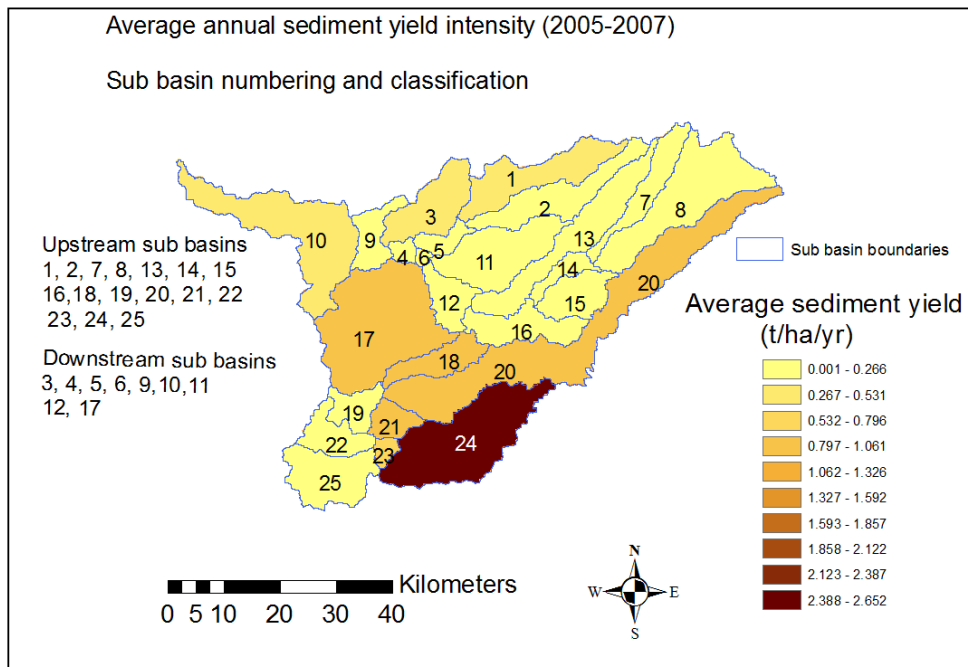 Average annual sediment yield intensity (2005-2007)
Sub basin numbering and classification
1
2
3
7
8
10
9
4
6
5
13
11
14
20
12
15
16
17
18
20
19
21
22
23
24
25
Upstream sub basins
1, 2, 7, 8, 13, 14, 15
16,18, 19, 20, 21, 22
23, 24, 25
Downstream sub basins
3, 4, 5, 6, 9,10,11
12, 17
Sub basin boundaries
Average sediment yield
(t/ha/yr)
0.001 - 0.266
0.267 - 0.531
0.532 - 0.796
0.797 - 1.061
1.062 - 1.326
1.327 - 1.592
1.593 - 1.857
1.858 - 2.122
2.123 - 2.387
2.388 - 2.652
Kilometers
0 5 10 20 30 40
N
W E
S